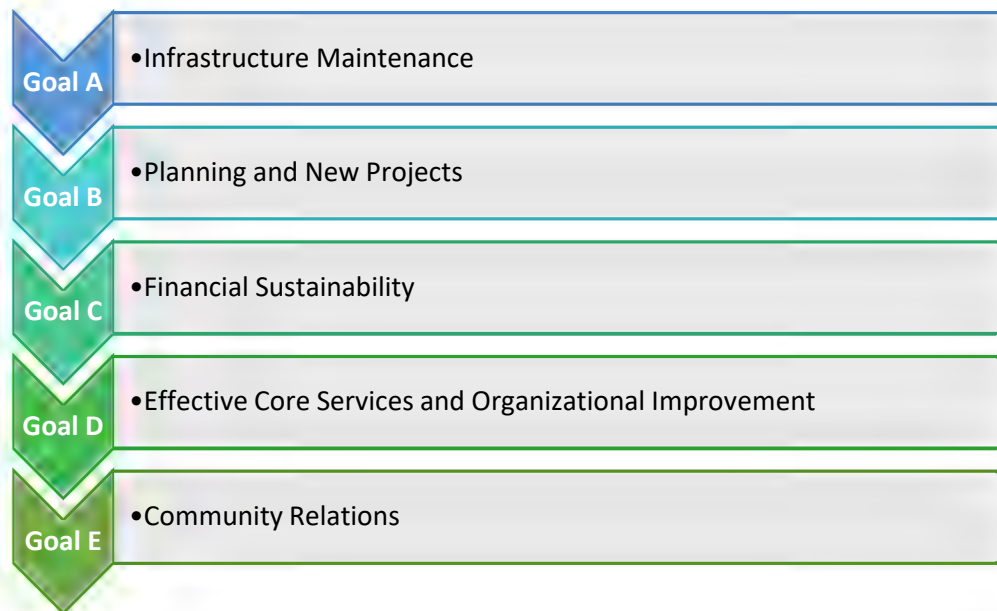 Goal A
•Infrastructure Maintenance
Goal B
•Planning and New Projects
Goal C
•Financial Sustainability
Goal D
•Effective Core Services and Organizational Improvement
Goal E
•Community Relations